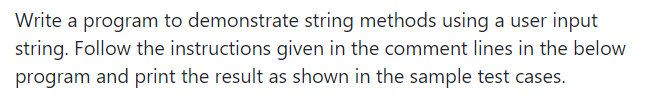 Write a program to demonstrate string methods using a user input
string. Follow the instructions given in the comment lines in the below
program and print the result as shown in the sample test cases.